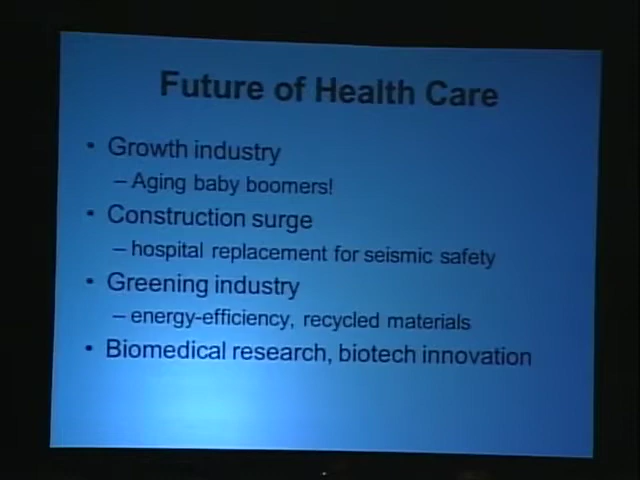 Future of Health Care
• Growth industry
– Aging baby boomers!
• Construction surge
– hospital replacement for seismic safety
• Greening industry
– energy-efficiency, recycled materials
• Biomedical research, biotech innovation